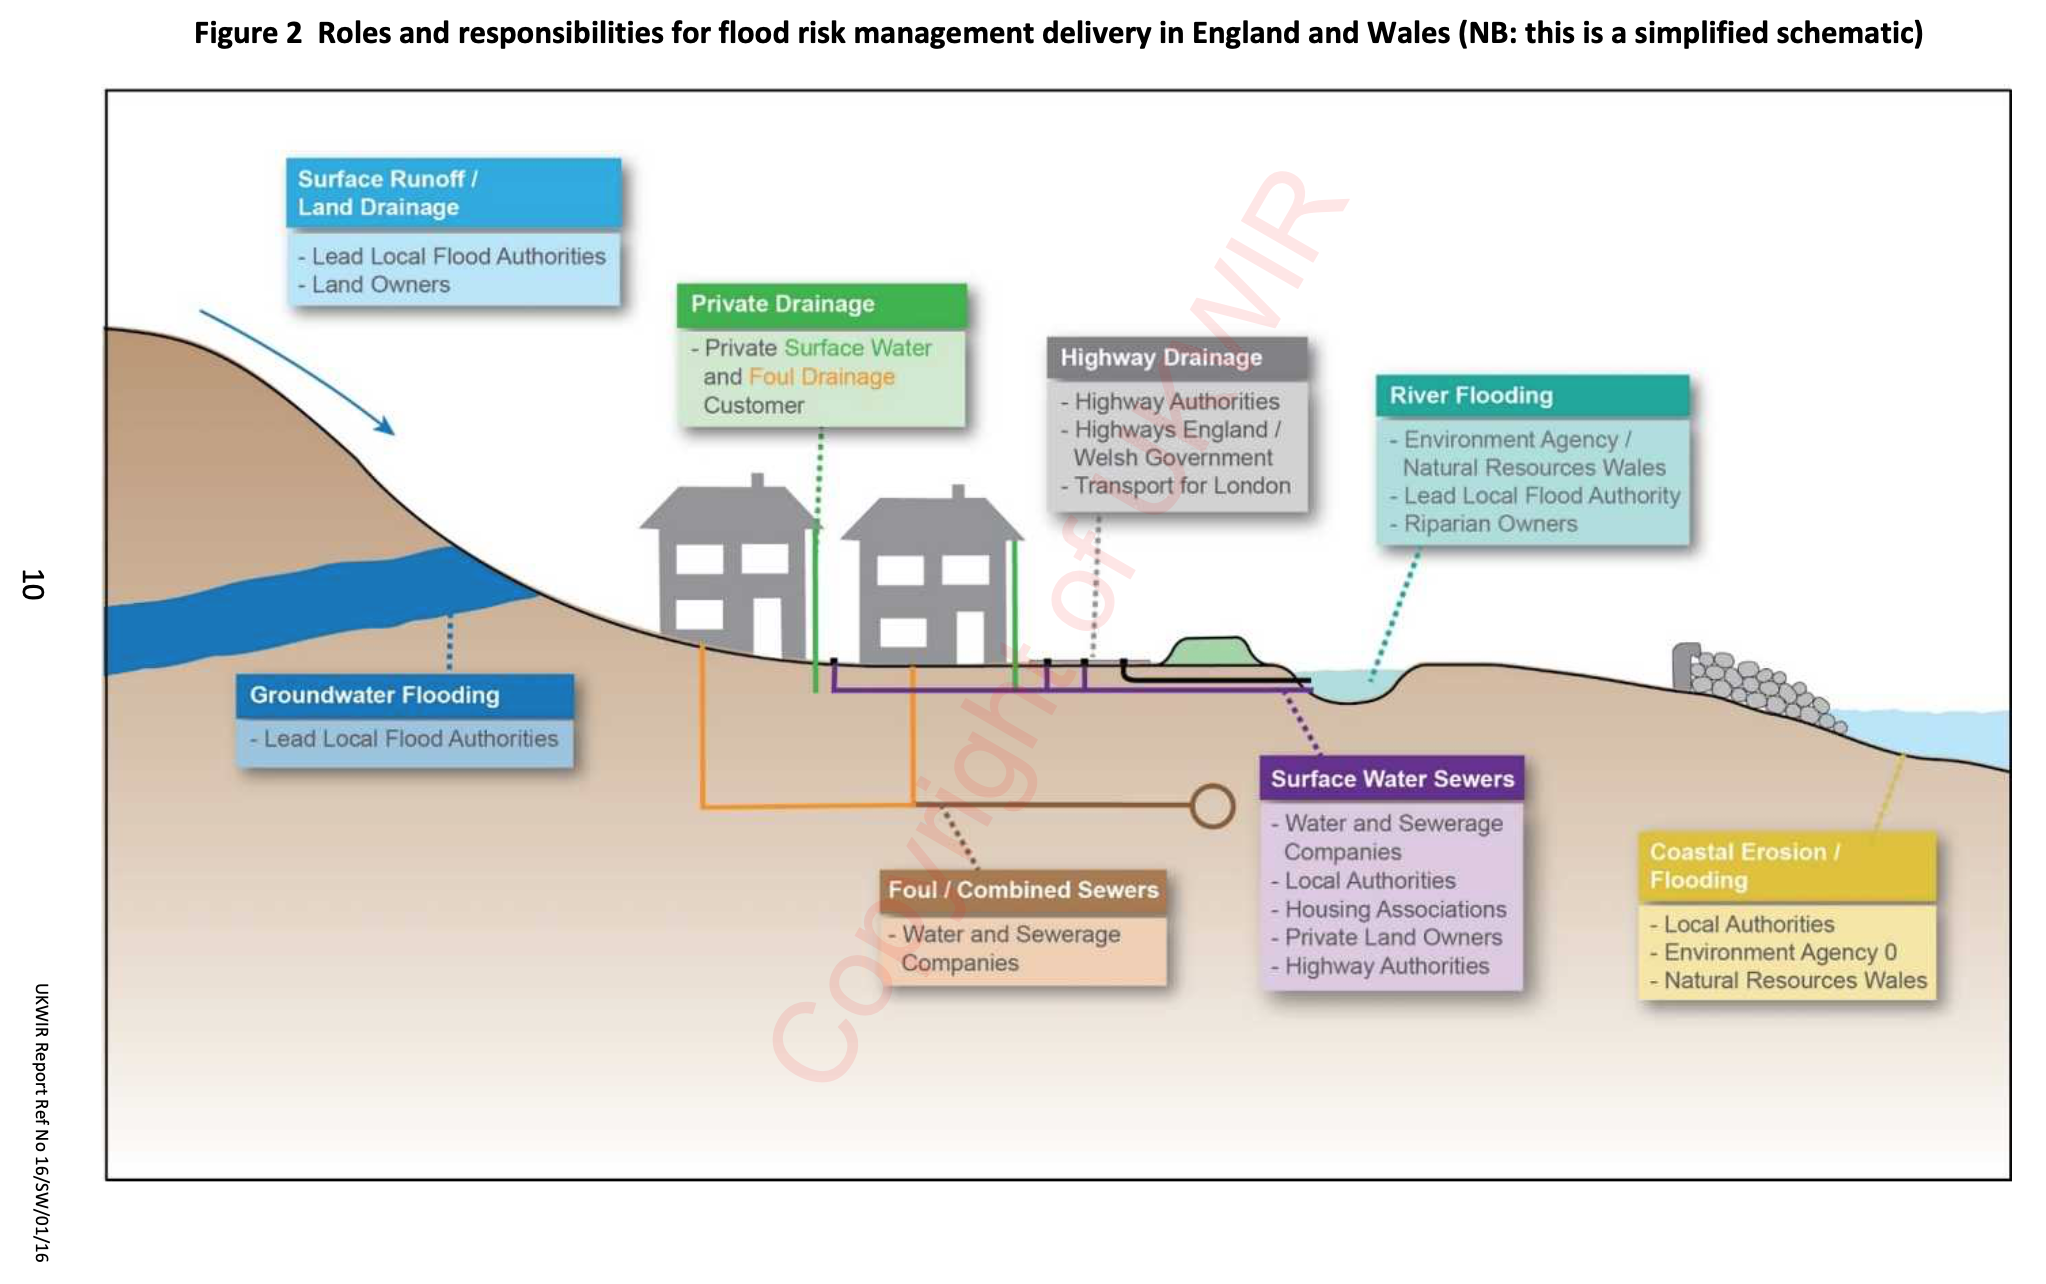 Figure 2  Roles and responsibilities for flood risk management delivery in England and Wales (NB: this is a simplified schematic)
Surface Runoff /
Land Drainage
- Lead Local Flood Authorities
- Land Owners
Private Drainage
- Private Surface Water
and Foul Drainage
Customer
Highway Drainage
- Highway Authorities
- Highways England /
Welsh Government
- Transport for London
River Flooding
- Environment Agency /
Natural Resources Wales
- Lead Local Flood Authority
- Riparian Owners
Groundwater Flooding
- Lead Local Flood Authorities
Foul / Combined Sewers
- Water and Sewerage
Companies
Surface Water Sewers
- Water and Sewerage
Companies
- Local Authorities
- Housing Associations
- Private Land Owners
- Highway Authorities
Coastal Erosion /
Flooding
- Local Authorities
- Environment Agency 0
- Natural Resources Wales
Copyright of UKWIR
10
UKWIR Report Ref No 16/SW/01/16